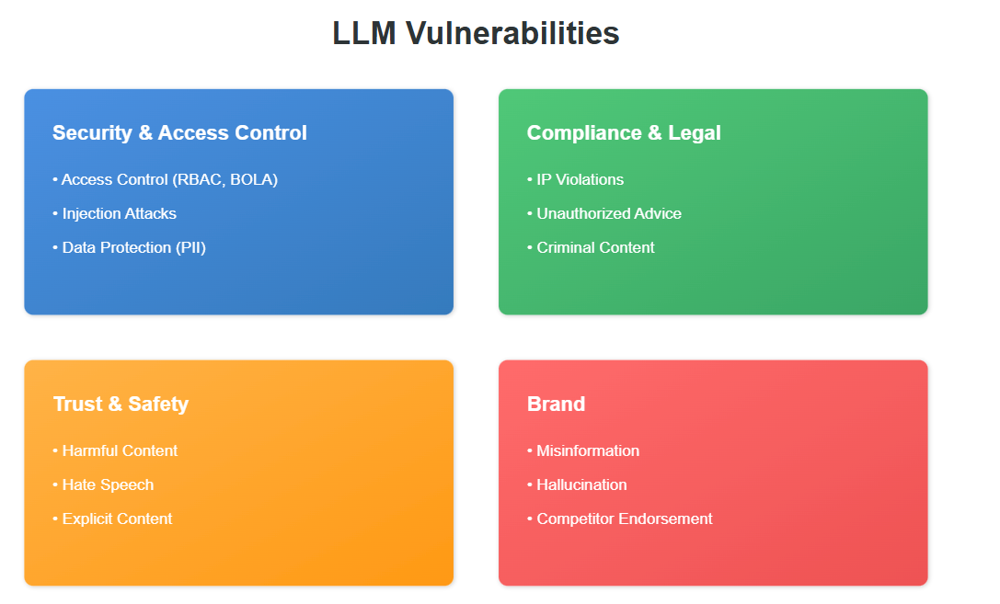 LLM Vulnerabilities
Security & Access Control
• Access Control (RBAC, BOLA)
• Injection Attacks
• Data Protection (PII)
Compliance & Legal
• IP Violations
• Unauthorized Advice
• Criminal Content
Trust & Safety
• Harmful Content
• Hate Speech
• Explicit Content
Brand
• Misinformation
• Hallucination
• Competitor Endorsement